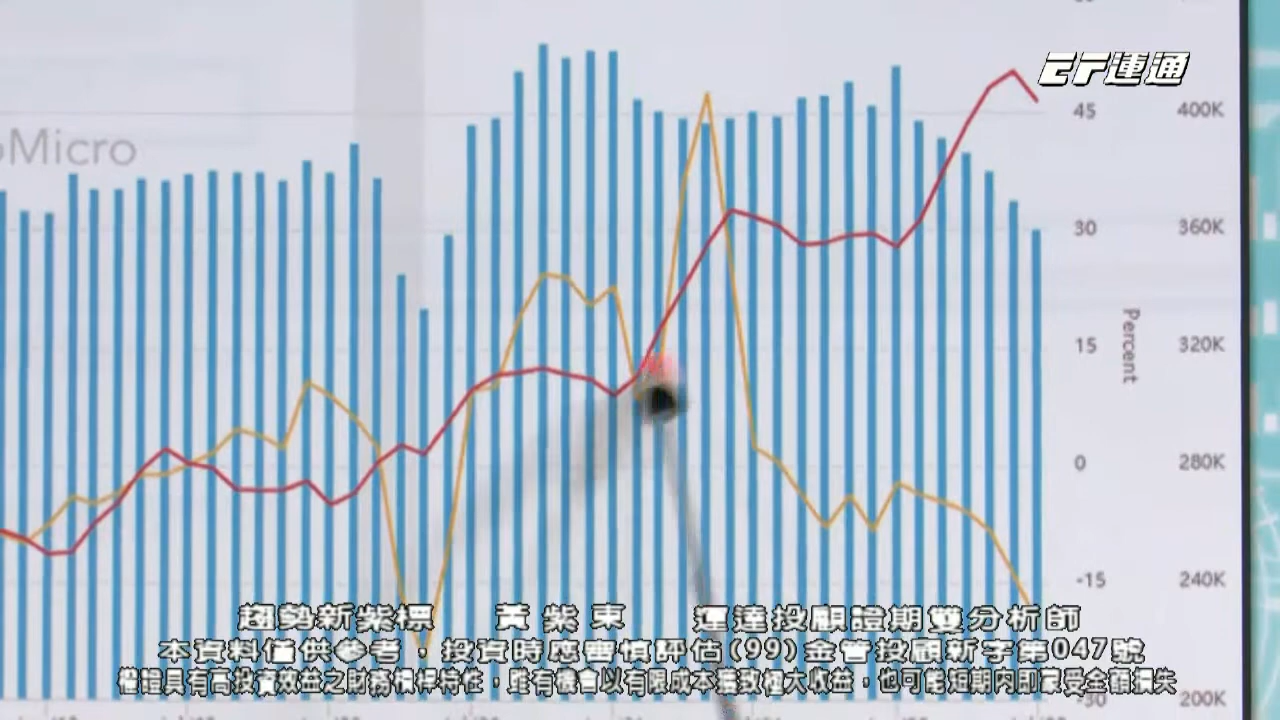 EF運通
45 400K
Micro
30 360K
Percent
15 320K
0 280K
-15 240K
趨勢新紫標 黃紫東 運達投顧證期雙分析師
本資料僅供參考，投資時應審慎評估(99)金管投顧新字第047號
權證具有高投資效益之財務槓桿特性，雖有機會以有限成本獲致極大收益，也可能短期內即蒙受全額損失
-30 200K